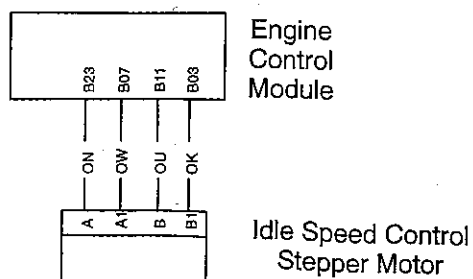 Engine
Control
Module
B23 B07 B11 B03
ON OW OU OK
A A1 B B1
Idle Speed Control
Stepper Motor